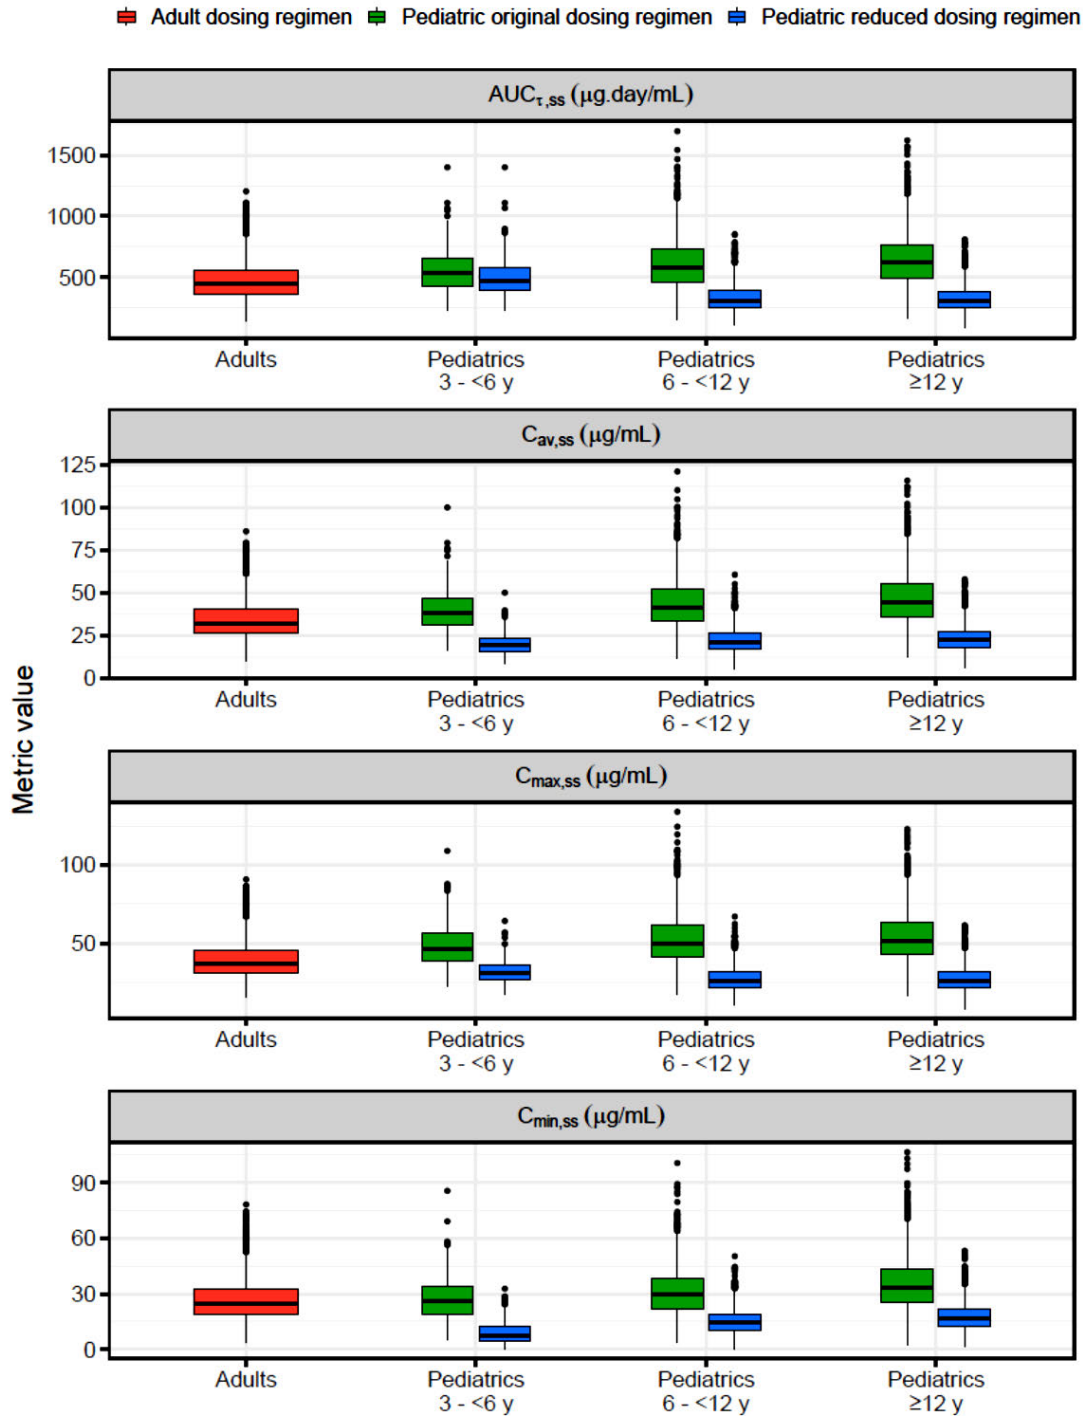 Adult dosing regimen Pediatric original dosing regimen Pediatric reduced dosing regimen
Metric value
AUCτ,ss (μg.day/mL)
1500
1000
500
Adults Pediatrics Pediatrics Pediatrics
3 - <6 y 6 - <12 y ≥12 y
Cav,ss (μg/mL)
125
100
75
50
25
0
Adults Pediatrics Pediatrics Pediatrics
3 - <6 y 6 - <12 y ≥12 y
Cmax,ss (μg/mL)
100
50
Adults Pediatrics Pediatrics Pediatrics
3 - <6 y 6 - <12 y ≥12 y
Cmin,ss (μg/mL)
90
60
30
0
Adults Pediatrics Pediatrics Pediatrics
3 - <6 y 6 - <12 y ≥12 y